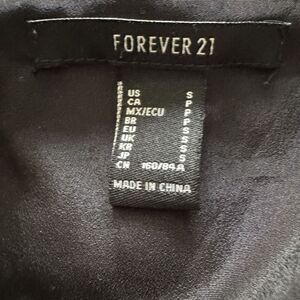 FOREVER 21
US S
CA P
MX/ECU P
BR P
EU S
UK S
KR S
JP S
CN 160/84A
MADE IN CHINA